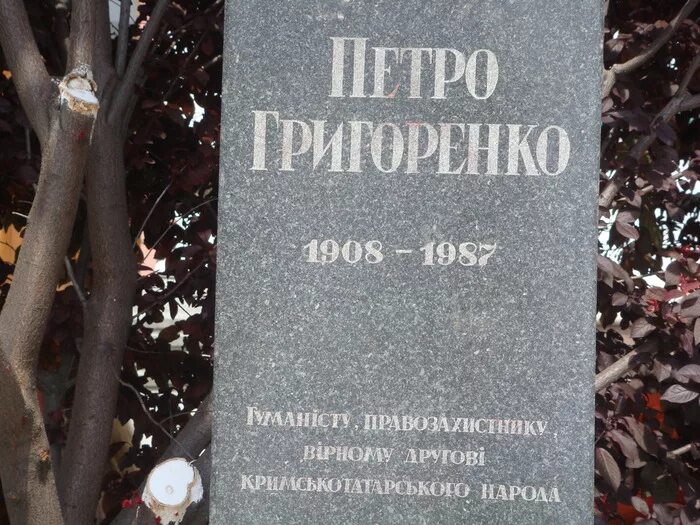 ПЕТРО
ГРИГОРЕНКО
1908 – 1987
ГУМАНІСТУ, ПРАВОЗАХИСТНИКУ
ВІРНОМУ ДРУГОВІ
КРИМСЬКОТАТАРСЬКОГО НАРОДА